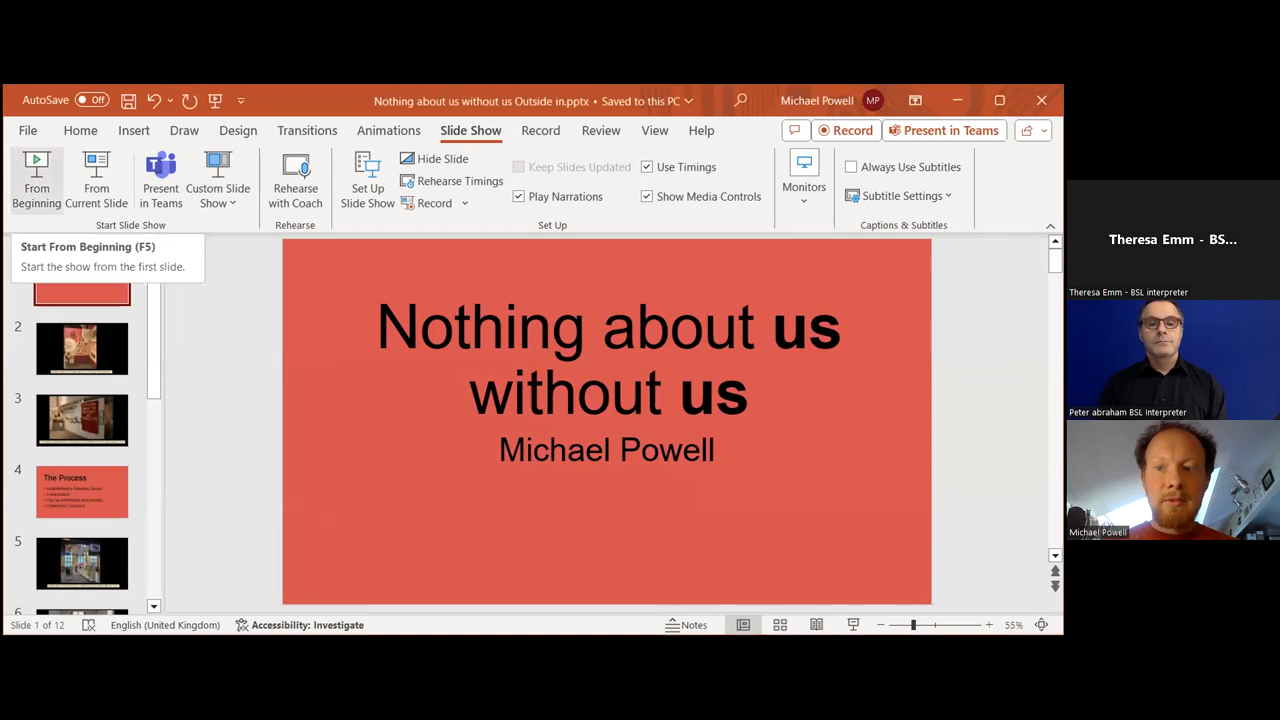 AutoSave Off
Nothing about us without us Outside in.pptx • Saved to this PC
Michael Powell MP
File Home Insert Draw Design Transitions Animations Slide Show Record Review View Help
Record Present in Teams
From Beginning
From Current Slide
Present in Teams
Custom Slide Show
Start Slide Show
Rehearse with Coach
Rehearse
Set Up Slide Show
Hide Slide
Rehearse Timings
Record
Keep Slides Updated
Play Narrations
Use Timings
Show Media Controls
Set Up
Monitors
Always Use Subtitles
Subtitle Settings
Captions & Subtitles
Start From Beginning (F5)
Start the show from the first slide.
2
3
4
The Process
5
6
Nothing about us
without us
Michael Powell
Theresa Emm - BS...
Theresa Emm - BSL interpreter
Peter abraham BSL Interpreter
Michael Powell
Slide 1 of 12
English (United Kingdom)
Accessibility: Investigate
Notes
55%